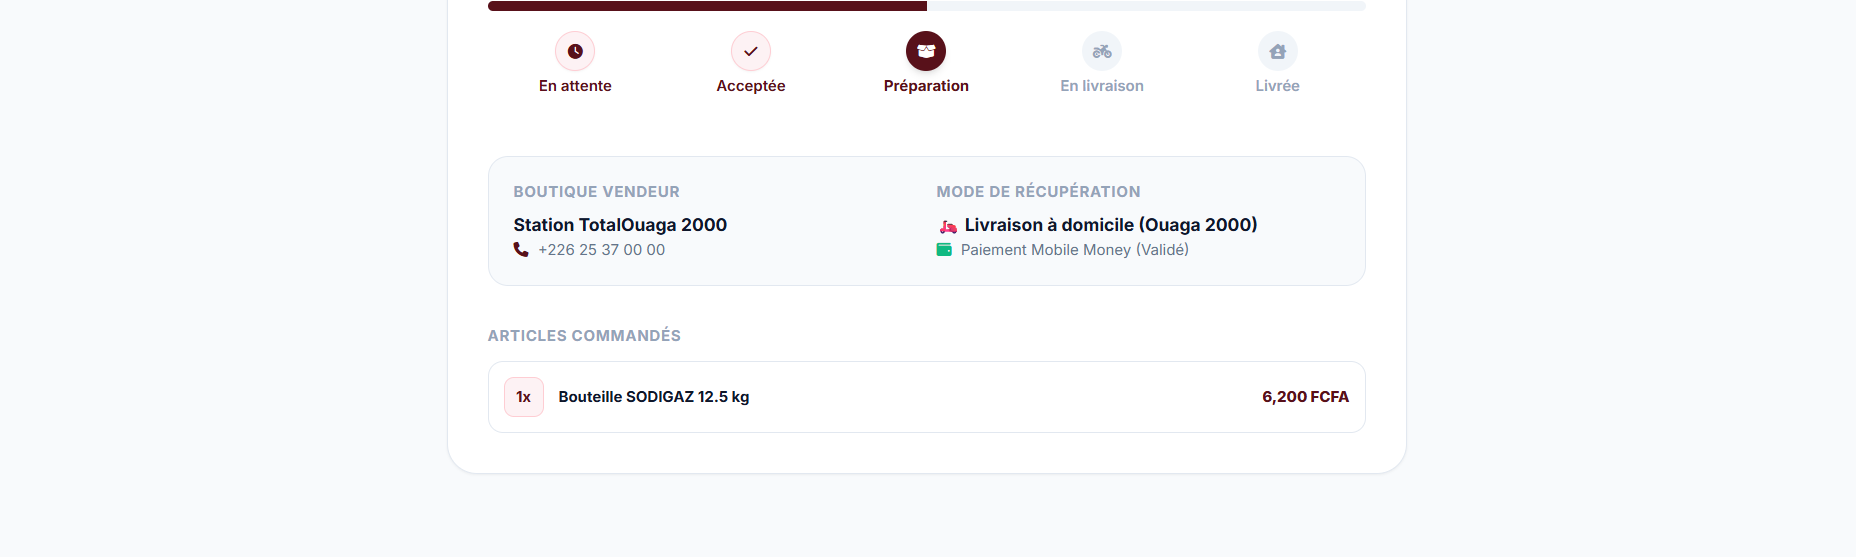 En attente
Acceptée
Préparation
En livraison
Livrée
BOUTIQUE VENDEUR
Station TotalOuaga 2000
+226 25 37 00 00
MODE DE RÉCUPÉRATION
Livraison à domicile (Ouaga 2000)
Paiement Mobile Money (Validé)
ARTICLES COMMANDÉS
1x
Bouteille SODIGAZ 12.5 kg
6,200 FCFA